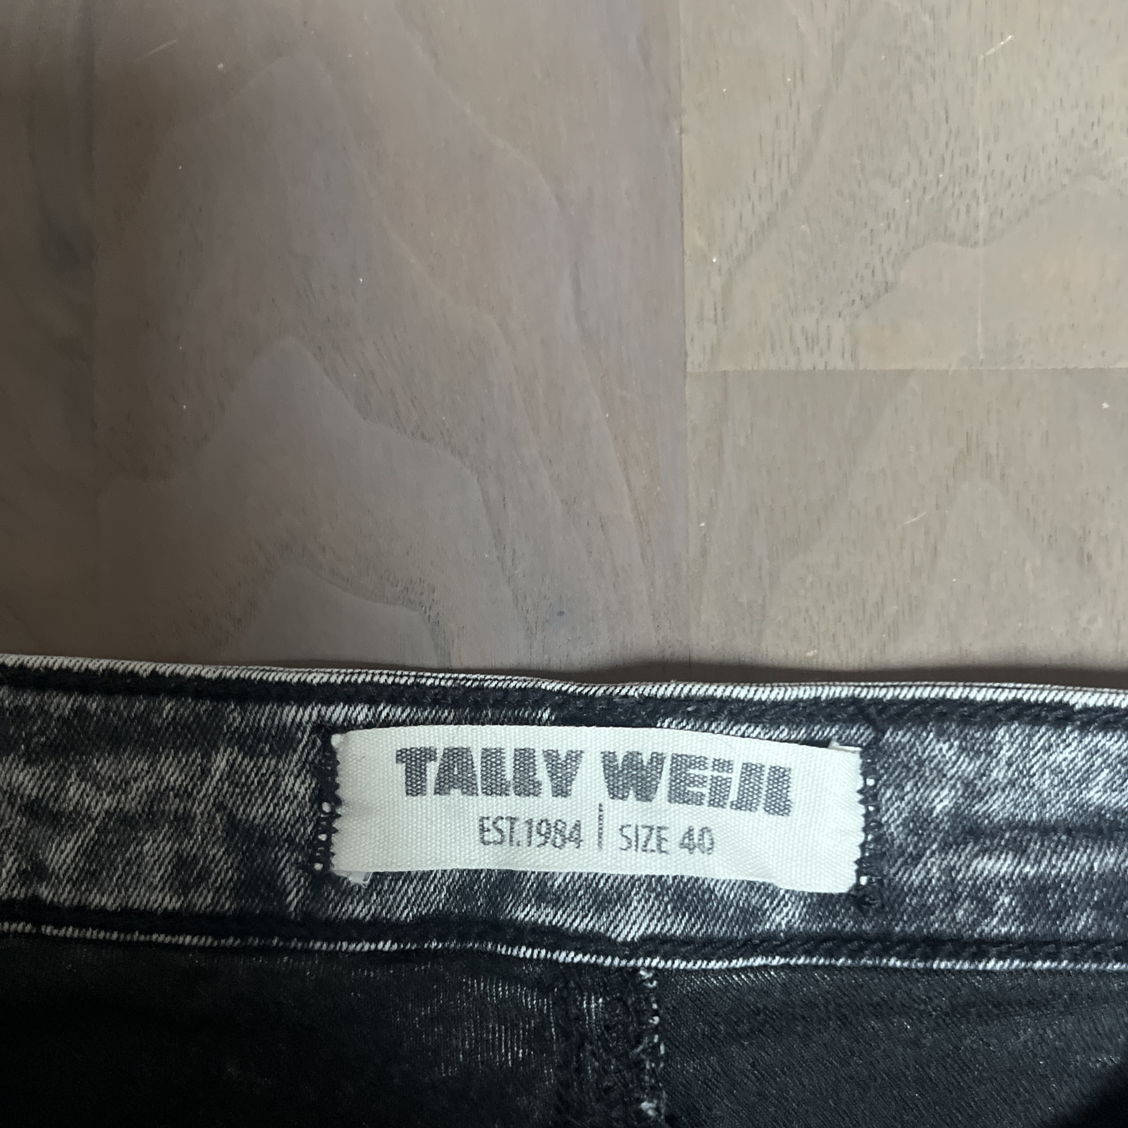 TALLY WEiJL
EST.1984 | SIZE 40